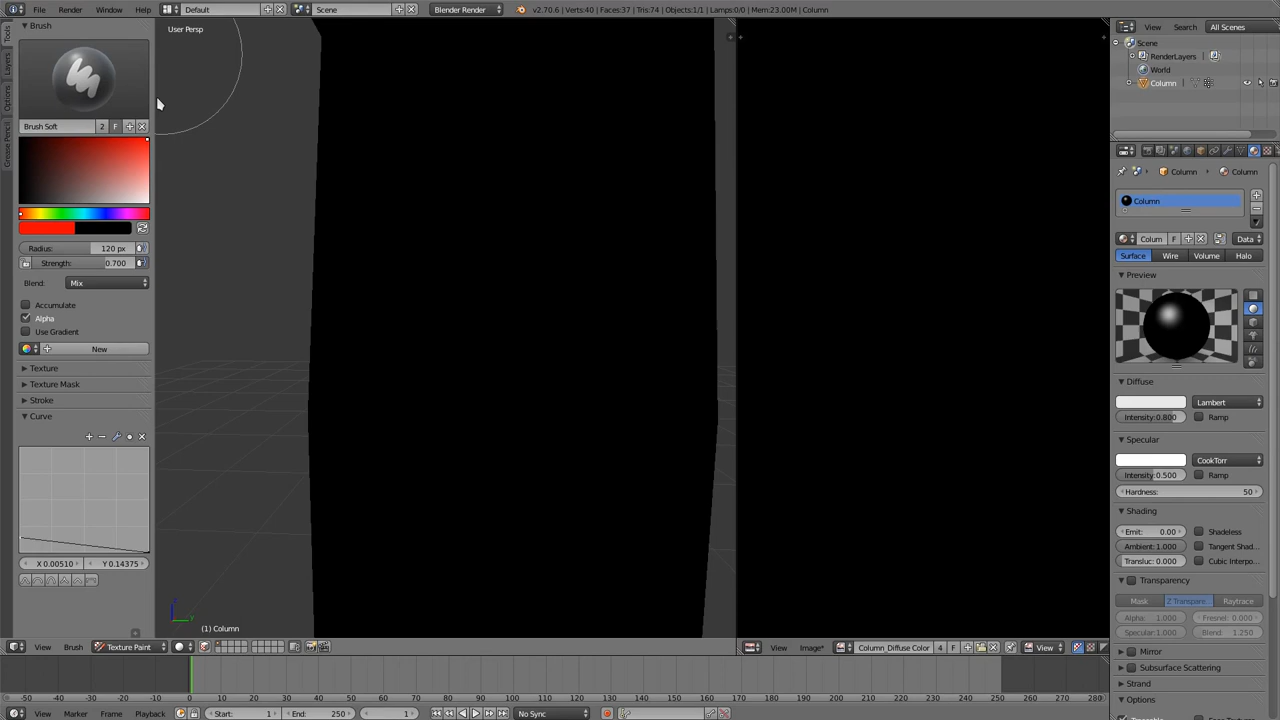 File Render Window Help Default Scene Blender Render v2.70.6 | Verts:40 | Faces:37 | Tris:74 | Objects:1/1 | Lamps:0/0 | Mem:23.00M | Column
Tools
Layers
Options
Grease Pencil
Brush
Brush Soft 2 F
Radius: 120 px
Strength: 0.700
Blend: Mix
Accumulate
Alpha
Use Gradient
New
Texture
Texture Mask
Stroke
Curve
X 0.00510 Y 0.14375
User Persp
(1) Column
View Brush Texture Paint
View Image* Column_Diffuse Color 4 F View
View Search All Scenes
Scene
RenderLayers
World
Column
Column Column
Column
Colum F Data
Surface Wire Volume Halo
Preview
Diffuse
Lambert
Intensity:0.800 Ramp
Specular
CookTorr
Intensity:0.500 Ramp
Hardness: 50
Shading
Emit: 0.00 Shadeless
Ambient: 1.000 Tangent Shad...
Transluc: 0.000 Cubic Interpo...
Transparency
Mask Z Transpare Raytrace
Alpha: 1.000 Fresnel: 0.000
Specular:1.000 Blend: 1.250
Mirror
Subsurface Scattering
Strand
Options
-50 -40 -30 -20 -10 0 10 20 30 40 50 60 70 80 90 100 110 120 130 140 150 160 170 180 190 200 210 220 230 240 250 260 270 280
View Marker Frame Playback Start: 1 End: 250 1 No Sync